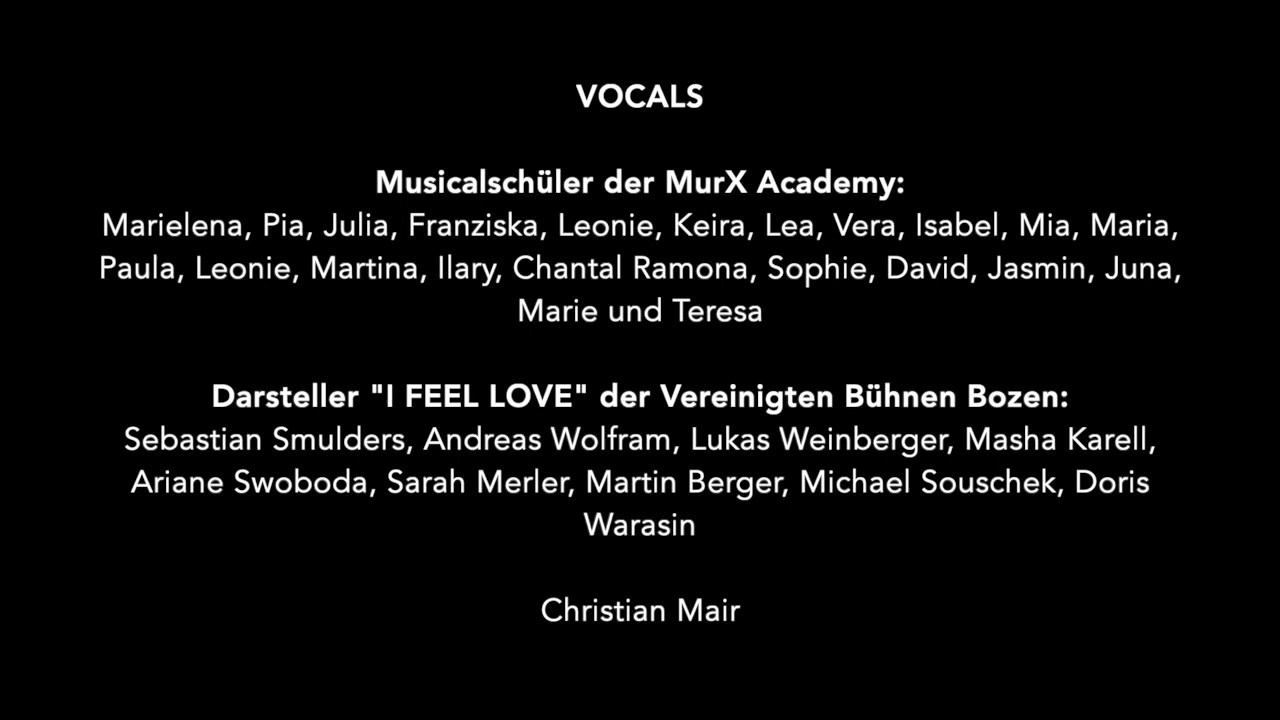 VOCALS
Musicalschüler der MurX Academy:
Marielena, Pia, Julia, Franziska, Leonie, Keira, Lea, Vera, Isabel, Mia, Maria,
Paula, Leonie, Martina, Ilary, Chantal Ramona, Sophie, David, Jasmin, Juna,
Marie und Teresa
Darsteller "I FEEL LOVE" der Vereinigten Bühnen Bozen:
Sebastian Smulders, Andreas Wolfram, Lukas Weinberger, Masha Karell,
Ariane Swoboda, Sarah Merler, Martin Berger, Michael Souschek, Doris
Warasin
Christian Mair